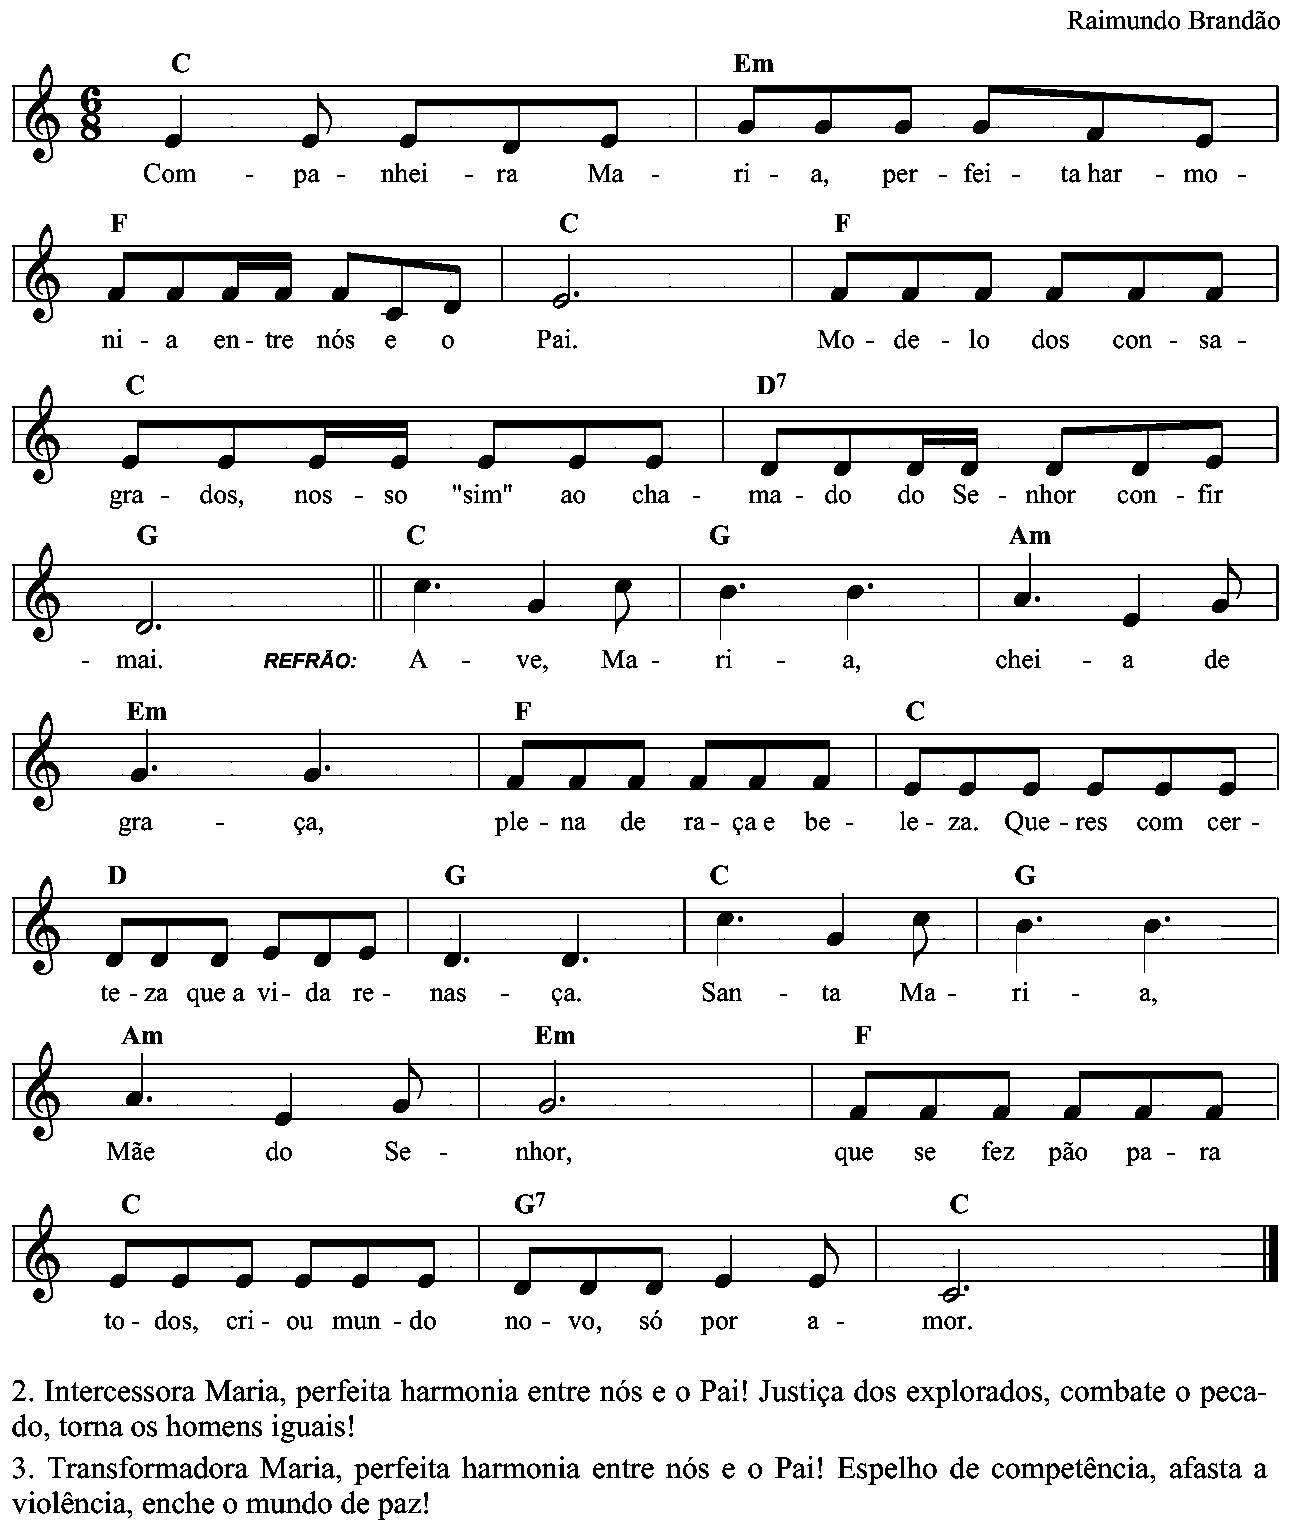 Raimundo Brandão
C Em
6
8
Com - pa - nhei - ra Ma - ri - a, per - fei - ta har - mo -
F C F
ni - a en - tre nós e o Pai. Mo - de - lo dos con - sa -
C D7
gra - dos, nos - so "sim" ao cha - ma - do do Se - nhor con - fir
G C G Am
- mai. REFRÃO: A - ve, Ma - ri - a, chei - a de
Em F C
gra - ça, ple - na de ra - ça e be - le - za. Que - res com cer -
D G C G
te - za que a vi - da re - nas - ça. San - ta Ma - ri - a,
Am Em F
Mãe do Se - nhor, que se fez pão pa - ra
C G7 C
to - dos, cri - ou mun - do no - vo, só por a - mor.
2. Intercessora Maria, perfeita harmonia entre nós e o Pai! Justiça dos explorados, combate o peca-
do, torna os homens iguais!
3. Transformadora Maria, perfeita harmonia entre nós e o Pai! Espelho de competência, afasta a
violência, enche o mundo de paz!